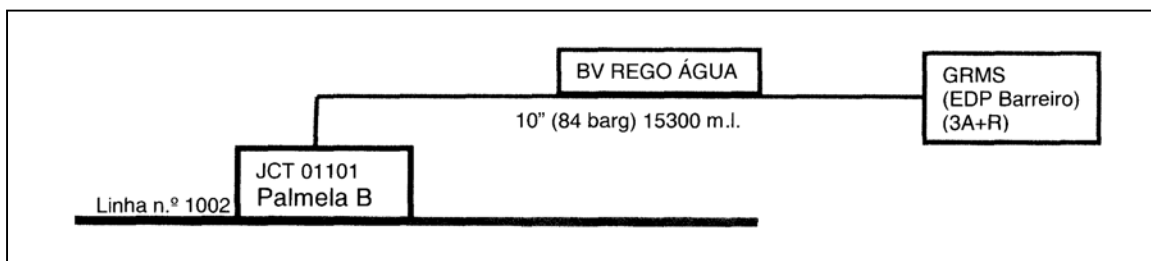 BV REGO ÁGUA
GRMS
(EDP Barreiro)
(3A+R)
10" (84 barg) 15300 m.l.
JCT 01101
Palmela B
Linha n.º 1002